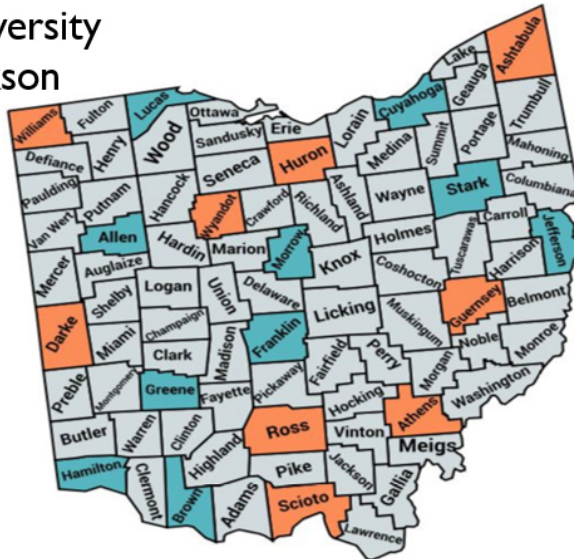 versity
kson
Ashtabula
Lake
Geauga
Cuyahoga
Trumbull
Lucas
Fulton
Williams
Ottawa
Wood
Sandusky
Erie
Lorain
Medina
Summit
Portage
Mahoning
Henry
Defiance
Seneca
Huron
Paulding
Putnam
Hancock
Wyandot
Crawford
Richland
Ashland
Wayne
Stark
Columbiana
Van Wert
Allen
Hardin
Marion
Morrow
Knox
Holmes
Tuscarawas
Carroll
Jefferson
Harrison
Mercer
Auglaize
Shelby
Logan
Union
Delaware
Licking
Coshocton
Muskingum
Guernsey
Belmont
Darke
Miami
Champaign
Clark
Madison
Franklin
Fairfield
Perry
Morgan
Noble
Monroe
Preble
Montgomery
Greene
Fayette
Pickaway
Hocking
Athens
Washington
Butler
Warren
Clinton
Highland
Ross
Vinton
Meigs
Hamilton
Clermont
Brown
Adams
Pike
Jackson
Gallia
Scioto
Lawrence